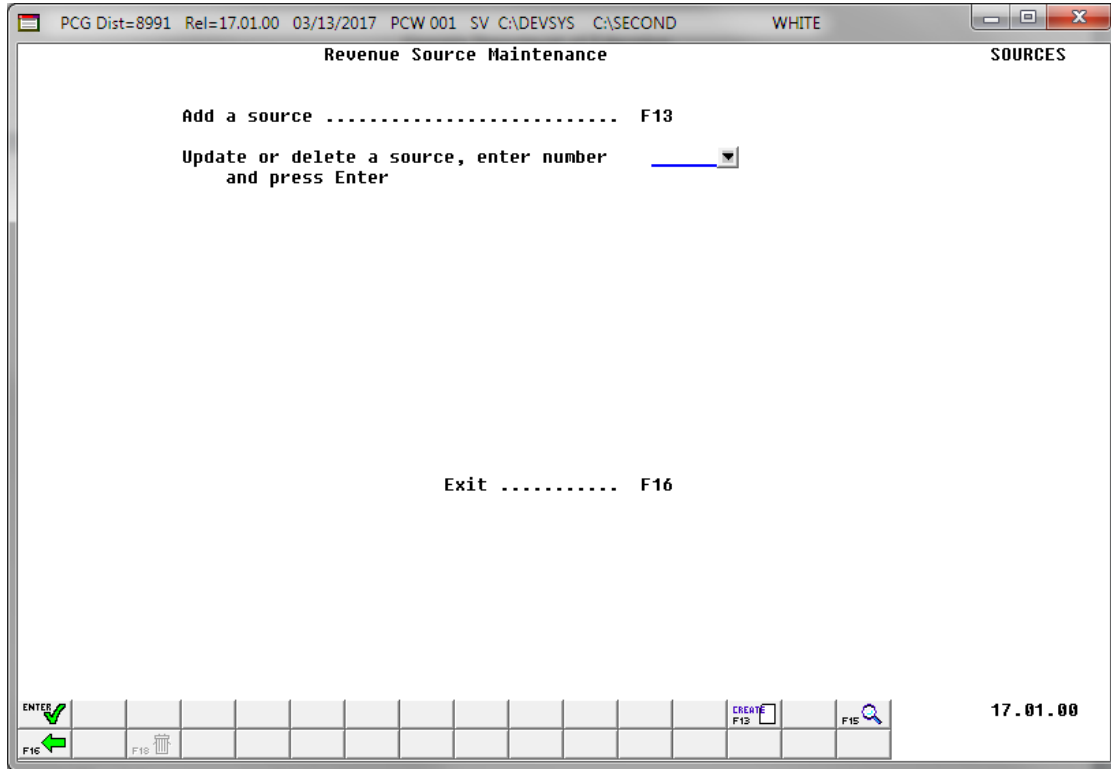 PCG Dist=8991 Rel=17.01.00 03/13/2017 PCW 001 SV C:\DEVSYS C:\SECOND WHITE
Revenue Source Maintenance SOURCES
Add a source ........................... F13
Update or delete a source, enter number
and press Enter
Exit ........... F16
ENTER CREATE F13 F15 17.01.00
F16 F18